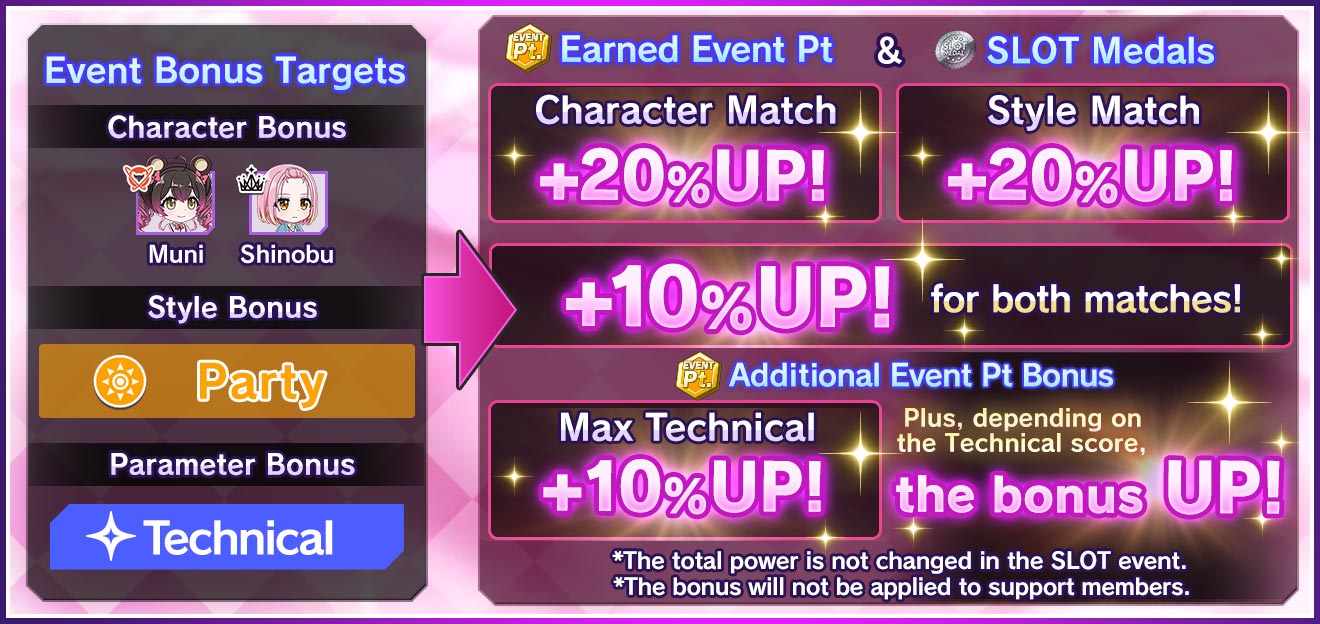 Event Bonus Targets
Character Bonus
Muni
Shinobu
Style Bonus
Party
Parameter Bonus
Technical
EVENT
Pt.
Earned Event Pt
&
SLOT
MEDAL
SLOT Medals
Character Match
+20%UP!
Style Match
+20%UP!
+10%UP!
for both matches!
EVENT
Pt.
Additional Event Pt Bonus
Max Technical
+10%UP!
Plus, depending on
the Technical score,
the bonus UP!
*The total power is not changed in the SLOT event.
*The bonus will not be applied to support members.